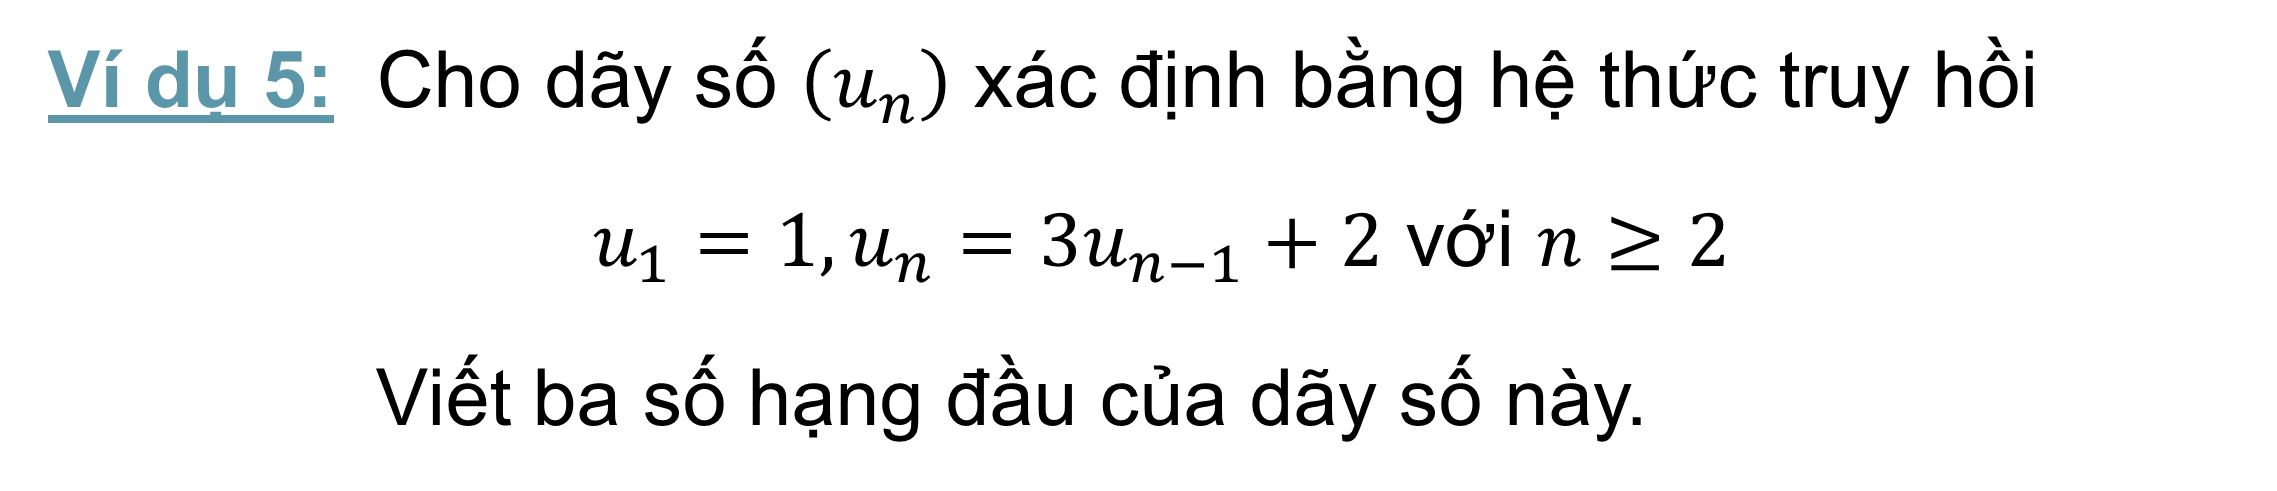 Ví dụ 5: Cho dãy số (uₙ) xác định bằng hệ thức truy hồi
u₁ = 1, uₙ = 3uₙ₋₁ + 2 với n ≥ 2
Viết ba số hạng đầu của dãy số này.